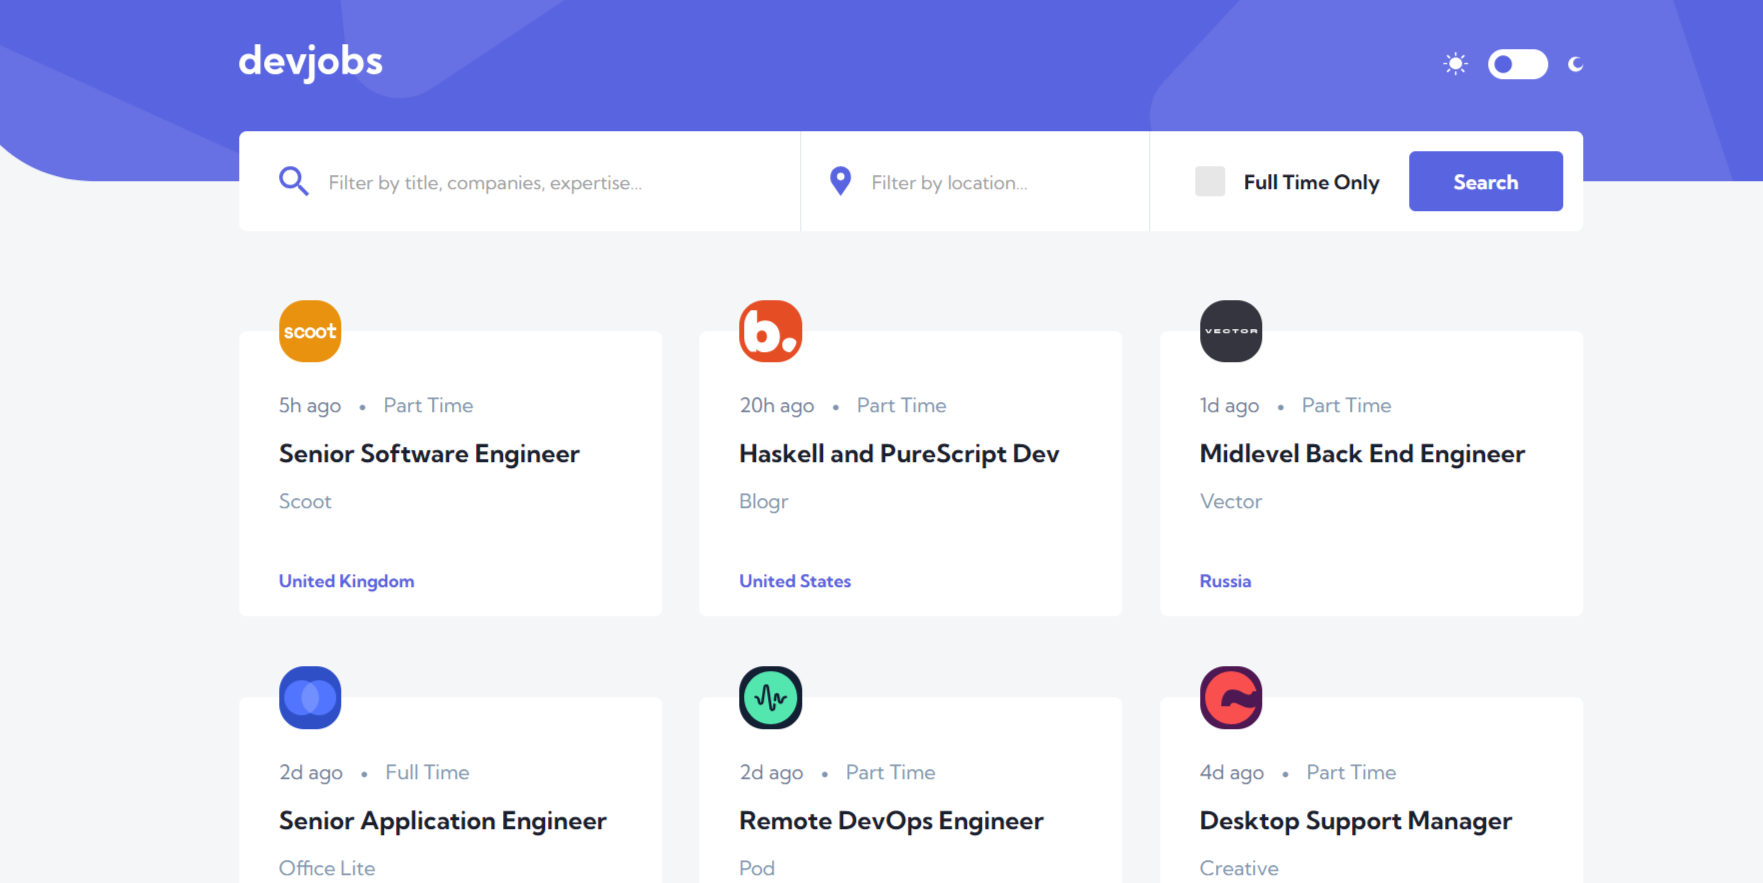 devjobs
Filter by title, companies, expertise...
Filter by location...
Full Time Only
Search
scoot
b.
VECTOR
5h ago • Part Time
Senior Software Engineer
Scoot
United Kingdom
20h ago • Part Time
Haskell and PureScript Dev
Blogr
United States
1d ago • Part Time
Midlevel Back End Engineer
Vector
Russia
2d ago • Full Time
Senior Application Engineer
Office Lite
2d ago • Part Time
Remote DevOps Engineer
Pod
4d ago • Part Time
Desktop Support Manager
Creative